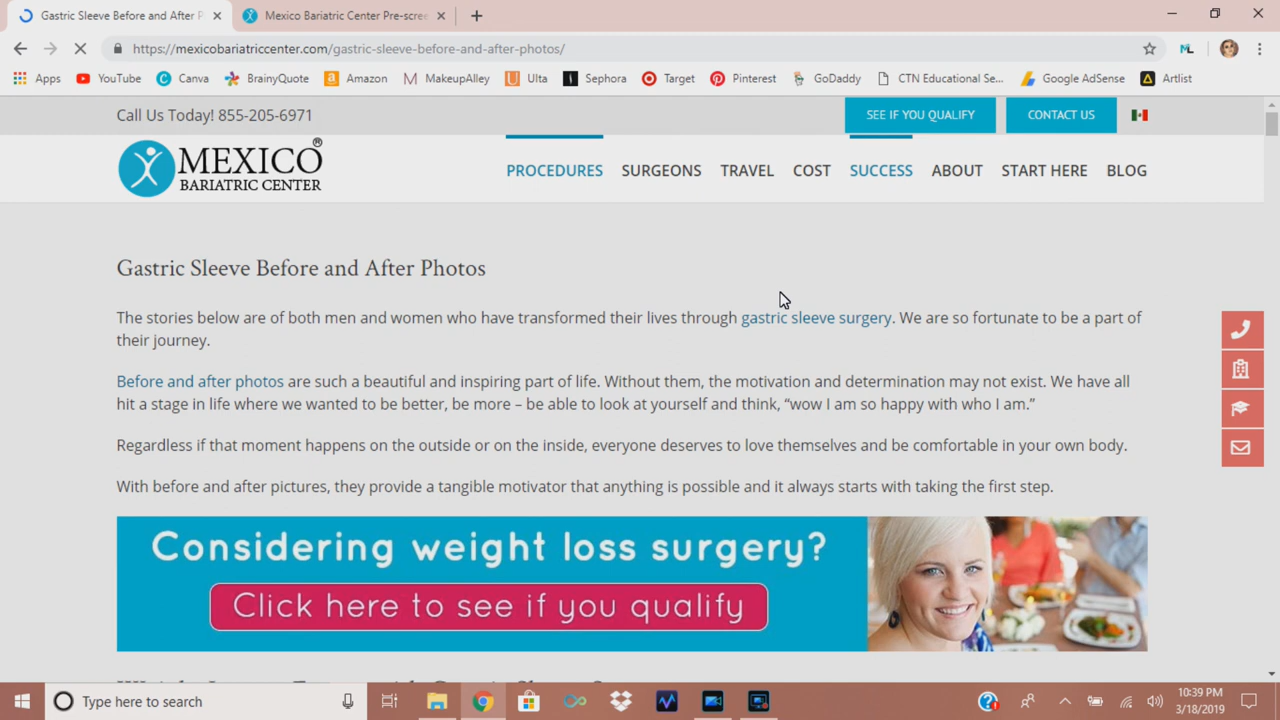 Gastric Sleeve Before and After P
Mexico Bariatric Center Pre-scree
https://mexicobariatriccenter.com/gastric-sleeve-before-and-after-photos/
Apps YouTube Canva BrainyQuote Amazon MakeupAlley Ulta Sephora Target Pinterest GoDaddy CTN Educational Se... Google AdSense Artlist
Call Us Today! 855-205-6971
SEE IF YOU QUALIFY
CONTACT US
MEXICO®
BARIATRIC CENTER
PROCEDURES SURGEONS TRAVEL COST SUCCESS ABOUT START HERE BLOG
Gastric Sleeve Before and After Photos
The stories below are of both men and women who have transformed their lives through gastric sleeve surgery. We are so fortunate to be a part of
their journey.
Before and after photos are such a beautiful and inspiring part of life. Without them, the motivation and determination may not exist. We have all
hit a stage in life where we wanted to be better, be more – be able to look at yourself and think, “wow I am so happy with who I am.”
Regardless if that moment happens on the outside or on the inside, everyone deserves to love themselves and be comfortable in your own body.
With before and after pictures, they provide a tangible motivator that anything is possible and it always starts with taking the first step.
Considering weight loss surgery?
Click here to see if you qualify
Type here to search
10:39 PM
3/18/2019